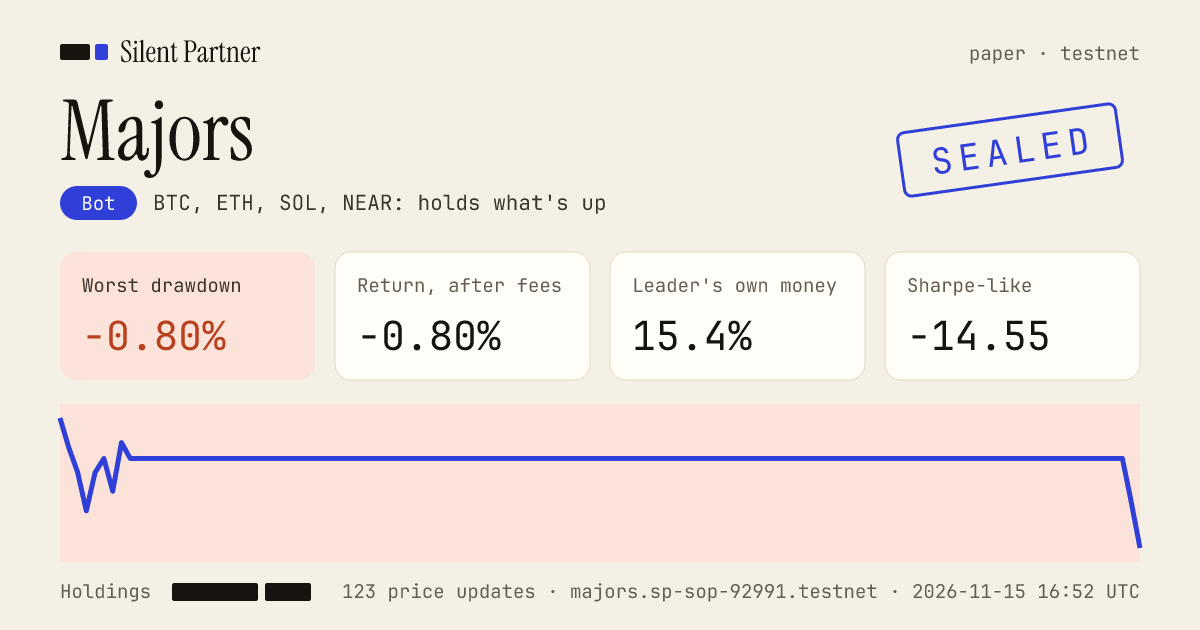 Silent Partner
paper · testnet
Majors
SEALED
Bot
BTC, ETH, SOL, NEAR: holds what's up
Worst drawdown
-0.80%
Return, after fees
-0.80%
Leader's own money
15.4%
Sharpe-like
-14.55
Holdings
123 price updates · majors.sp-sop-92991.testnet · 2026-11-15 16:52 UTC